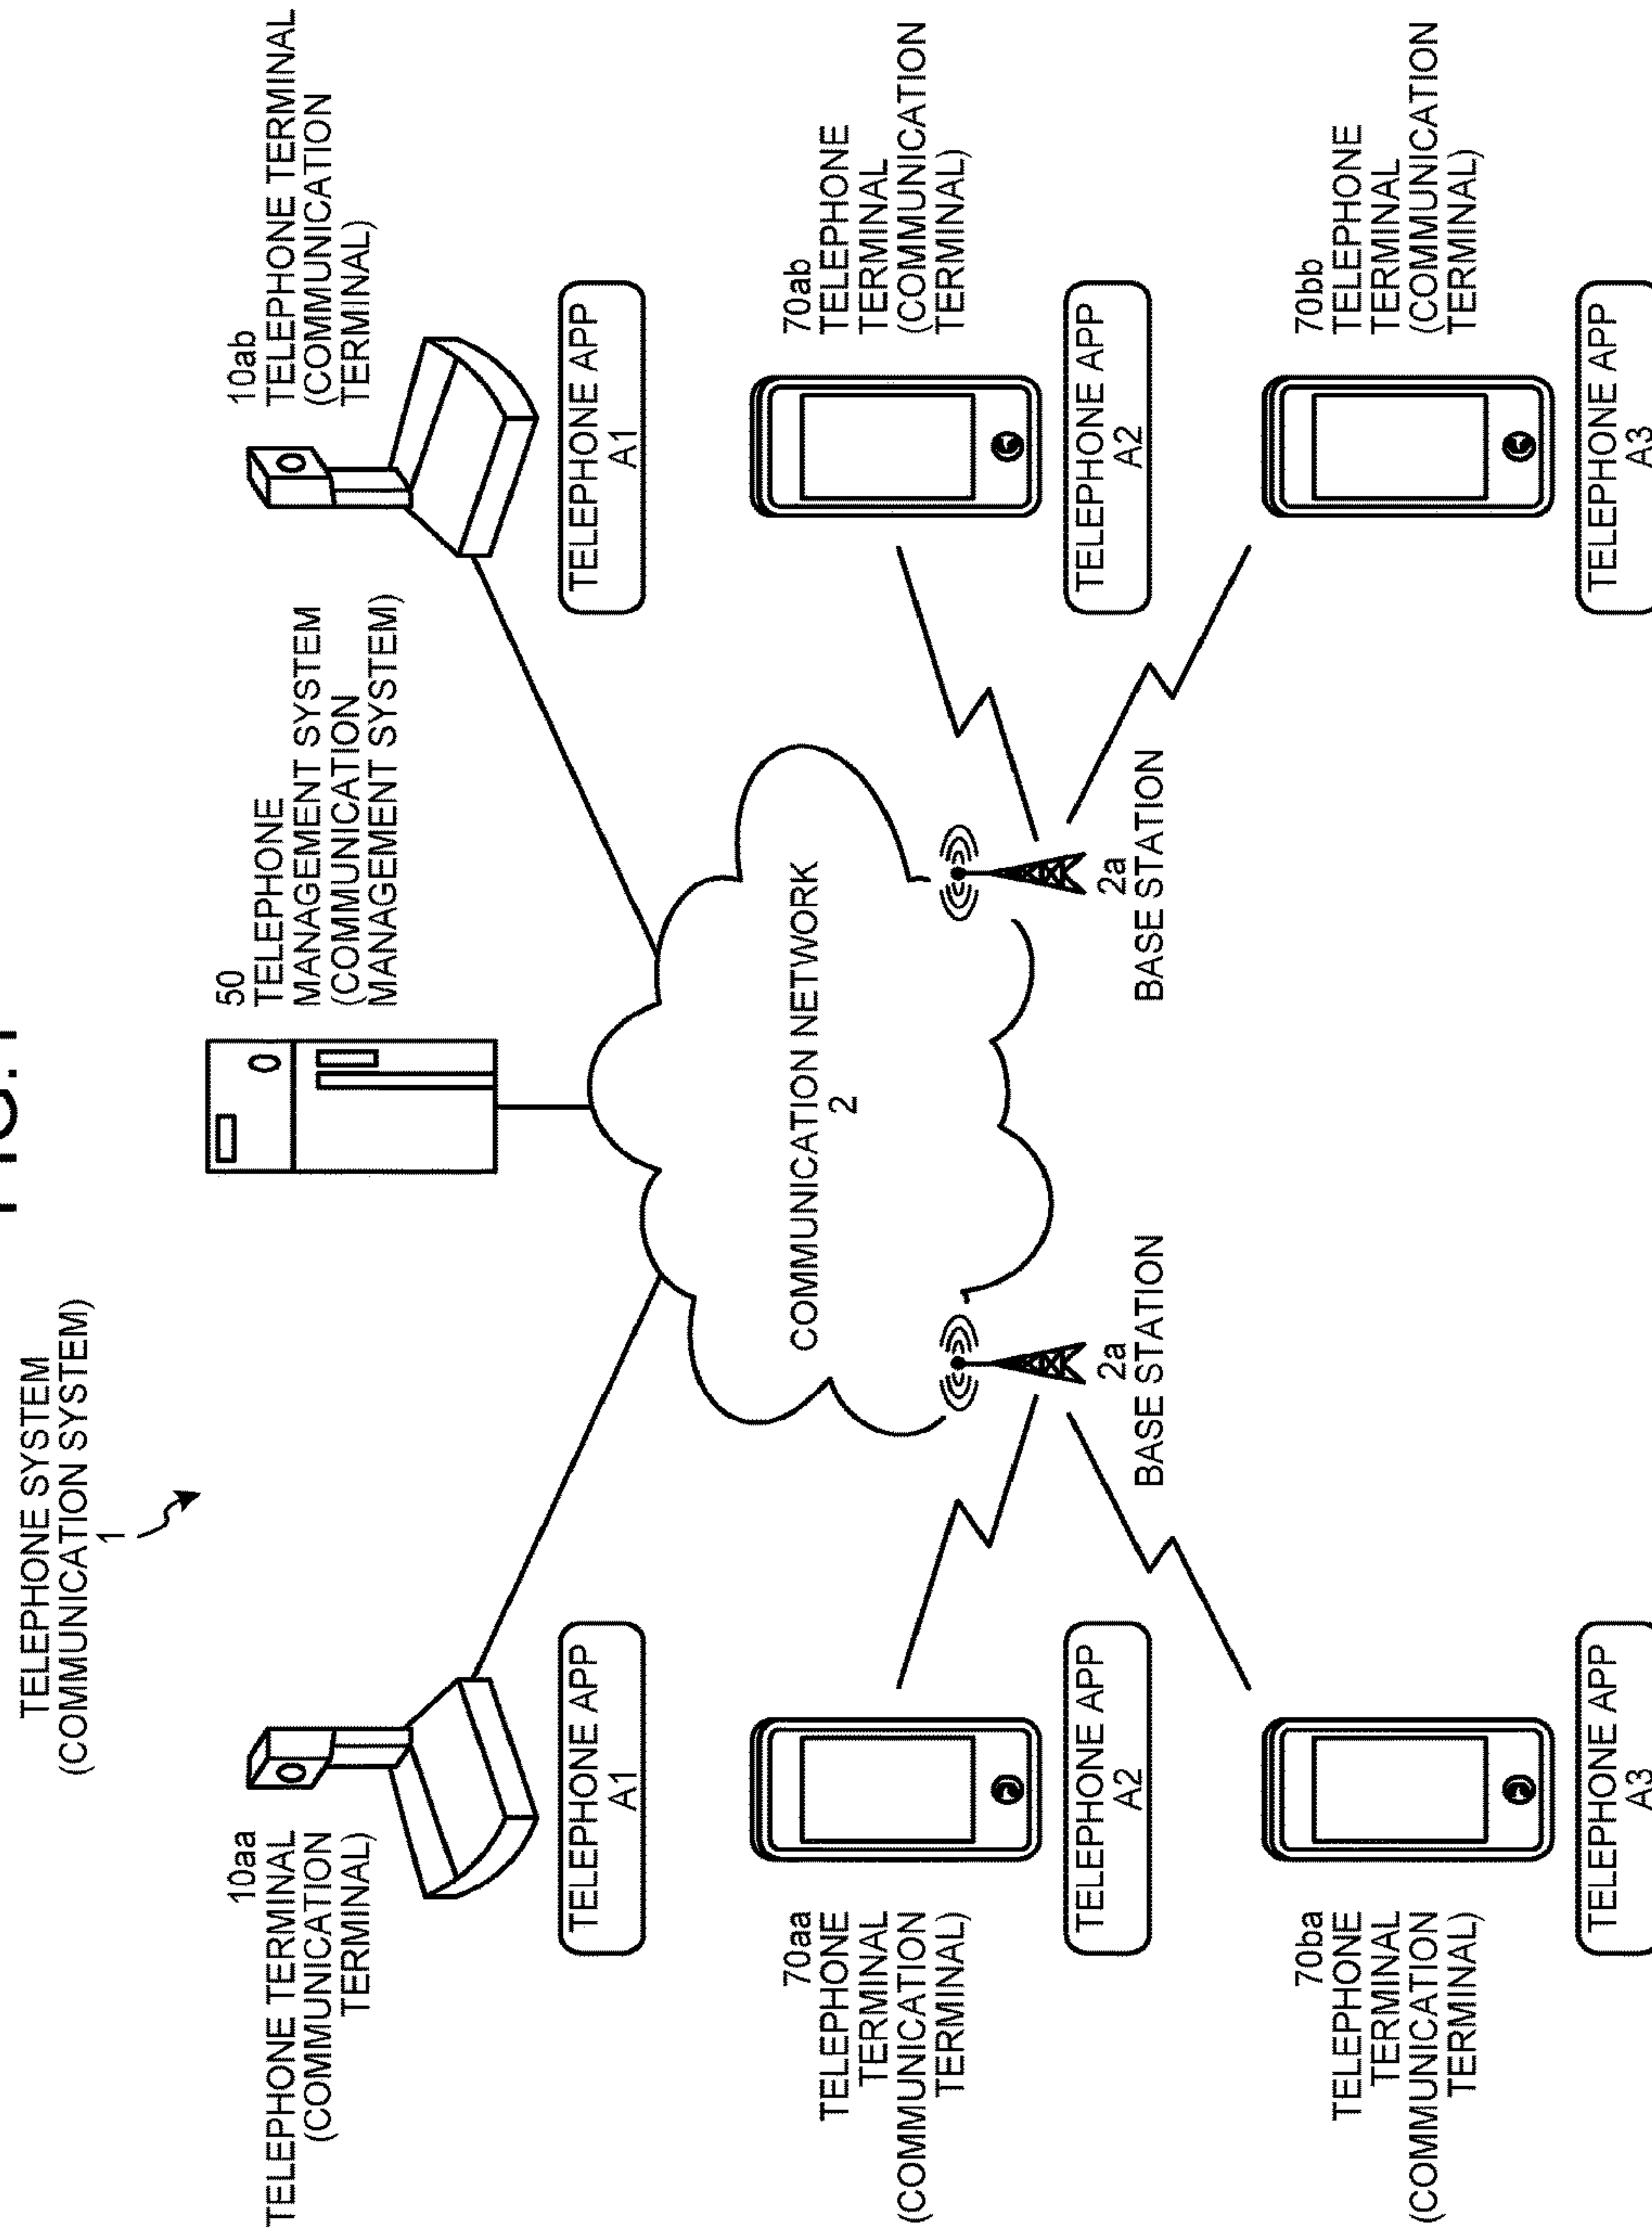 FIG.1
TELEPHONE SYSTEM
(COMMUNICATION SYSTEM)
1
10aa
TELEPHONE TERMINAL
(COMMUNICATION
TERMINAL)
TELEPHONE APP
A1
50
TELEPHONE
MANAGEMENT SYSTEM
(COMMUNICATION
MANAGEMENT SYSTEM)
10ab
TELEPHONE TERMINAL
(COMMUNICATION
TERMINAL)
TELEPHONE APP
A1
COMMUNICATION NETWORK
2
70aa
TELEPHONE
TERMINAL
(COMMUNICATION
TERMINAL)
TELEPHONE APP
A2
2a
BASE STATION
2a
BASE STATION
70ab
TELEPHONE
TERMINAL
(COMMUNICATION
TERMINAL)
TELEPHONE APP
A2
70ba
TELEPHONE
TERMINAL
(COMMUNICATION
TERMINAL)
TELEPHONE APP
A3
70bb
TELEPHONE
TERMINAL
(COMMUNICATION
TERMINAL)
TELEPHONE APP
A3